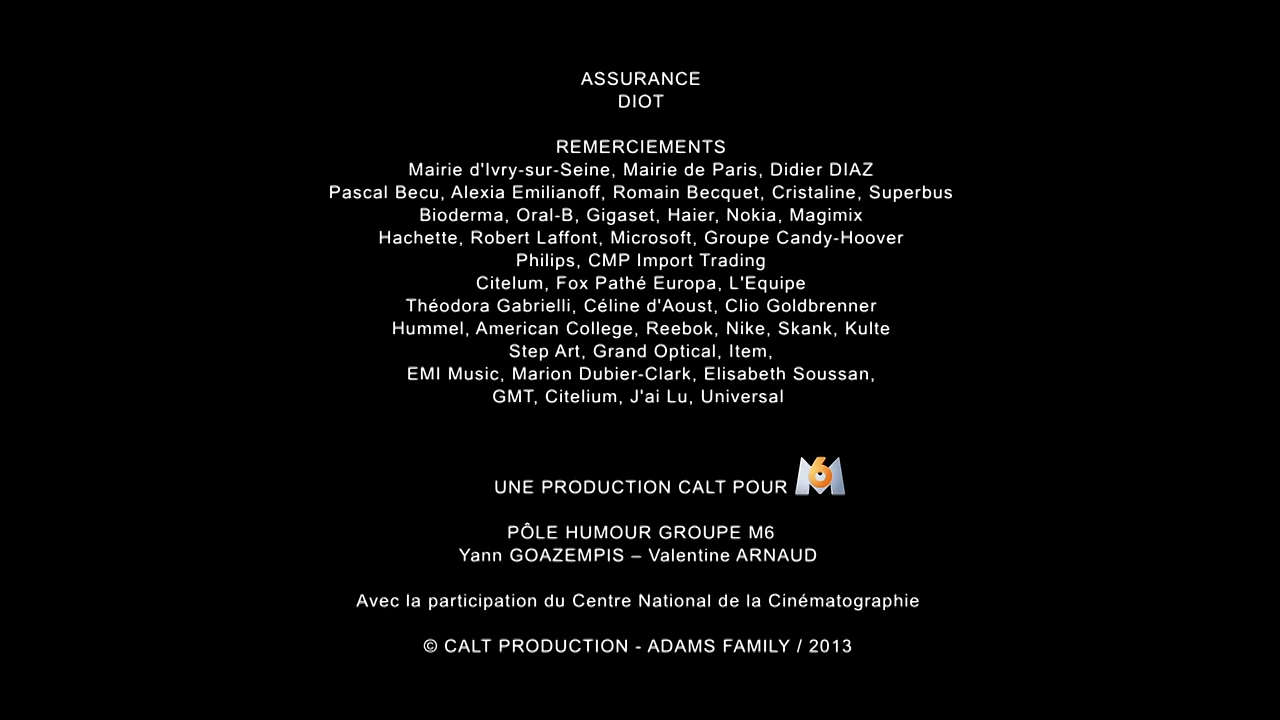 ASSURANCE
DIOT
REMERCIEMENTS
Mairie d'Ivry-sur-Seine, Mairie de Paris, Didier DIAZ
Pascal Becu, Alexia Emilianoff, Romain Becquet, Cristaline, Superbus
Bioderma, Oral-B, Gigaset, Haier, Nokia, Magimix
Hachette, Robert Laffont, Microsoft, Groupe Candy-Hoover
Philips, CMP Import Trading
Citelum, Fox Pathé Europa, L'Equipe
Théodora Gabrielli, Céline d'Aoust, Clio Goldbrenner
Hummel, American College, Reebok, Nike, Skank, Kulte
Step Art, Grand Optical, Item,
EMI Music, Marion Dubier-Clark, Elisabeth Soussan,
GMT, Citelium, J'ai Lu, Universal
UNE PRODUCTION CALT POUR M6
PÔLE HUMOUR GROUPE M6
Yann GOAZEMPIS – Valentine ARNAUD
Avec la participation du Centre National de la Cinématographie
© CALT PRODUCTION - ADAMS FAMILY / 2013